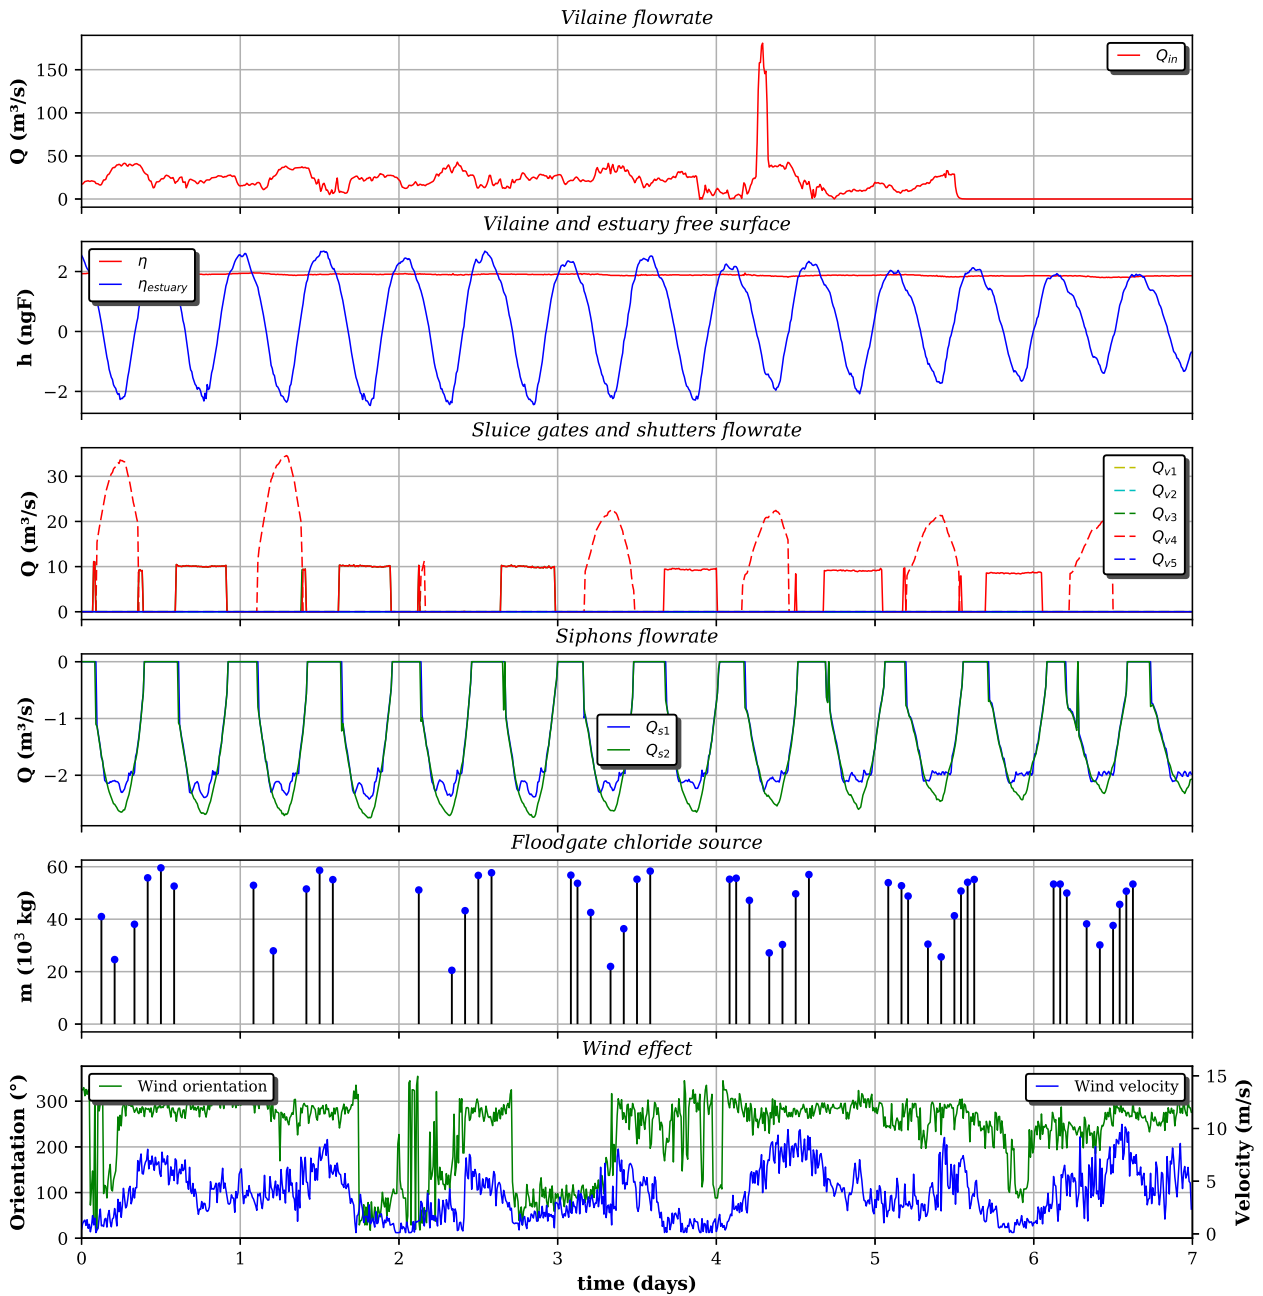 Vilaine flowrate
Q (m³/s)
150
100
50
0
Q_in
Vilaine and estuary free surface
h (ngF)
2
0
−2
η
η_estuary
Sluice gates and shutters flowrate
Q (m³/s)
30
20
10
0
Q_v1
Q_v2
Q_v3
Q_v4
Q_v5
Siphons flowrate
Q (m³/s)
0
−1
−2
Q_s1
Q_s2
Floodgate chloride source
m (10³ kg)
60
40
20
0
Wind effect
Orientation (°)
300
200
100
0
Wind orientation
Wind velocity
15
10
5
0
Velocity (m/s)
0 1 2 3 4 5 6 7
time (days)